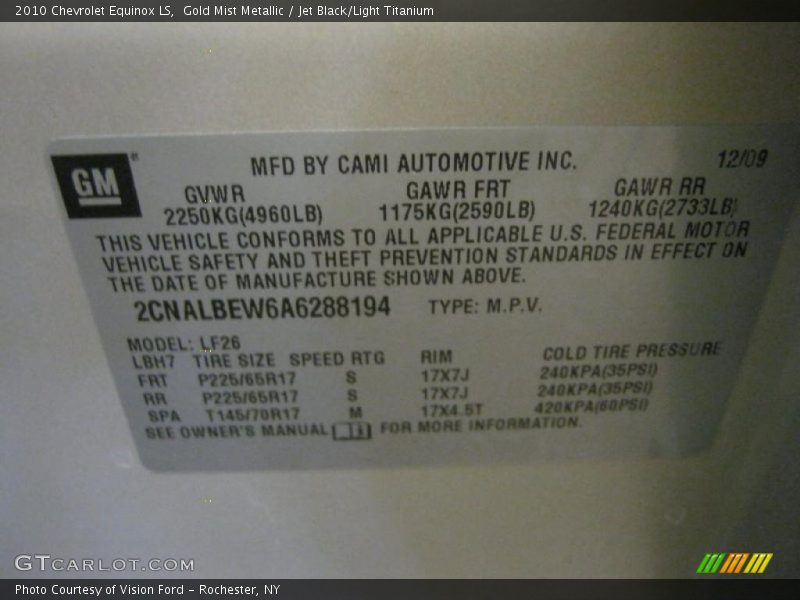 2010 Chevrolet Equinox LS,  Gold Mist Metallic / Jet Black/Light Titanium
GM
MFD BY CAMI AUTOMOTIVE INC. 12/09
GVWR GAWR FRT GAWR RR
2250KG(4960LB) 1175KG(2590LB) 1240KG(2733LB)
THIS VEHICLE CONFORMS TO ALL APPLICABLE U.S. FEDERAL MOTOR
VEHICLE SAFETY AND THEFT PREVENTION STANDARDS IN EFFECT ON
THE DATE OF MANUFACTURE SHOWN ABOVE.
2CNALBEW6A6288194 TYPE: M.P.V.
MODEL: LF26
LBH7 TIRE SIZE SPEED RTG RIM COLD TIRE PRESSURE
FRT P225/65R17 S 17X7J 240KPA(35PSI)
RR P225/65R17 S 17X7J 240KPA(35PSI)
SPA T145/70R17 M 17X4.5T 420KPA(60PSI)
SEE OWNER'S MANUAL FOR MORE INFORMATION.
GTCARLOT.COM
Photo Courtesy of Vision Ford - Rochester, NY